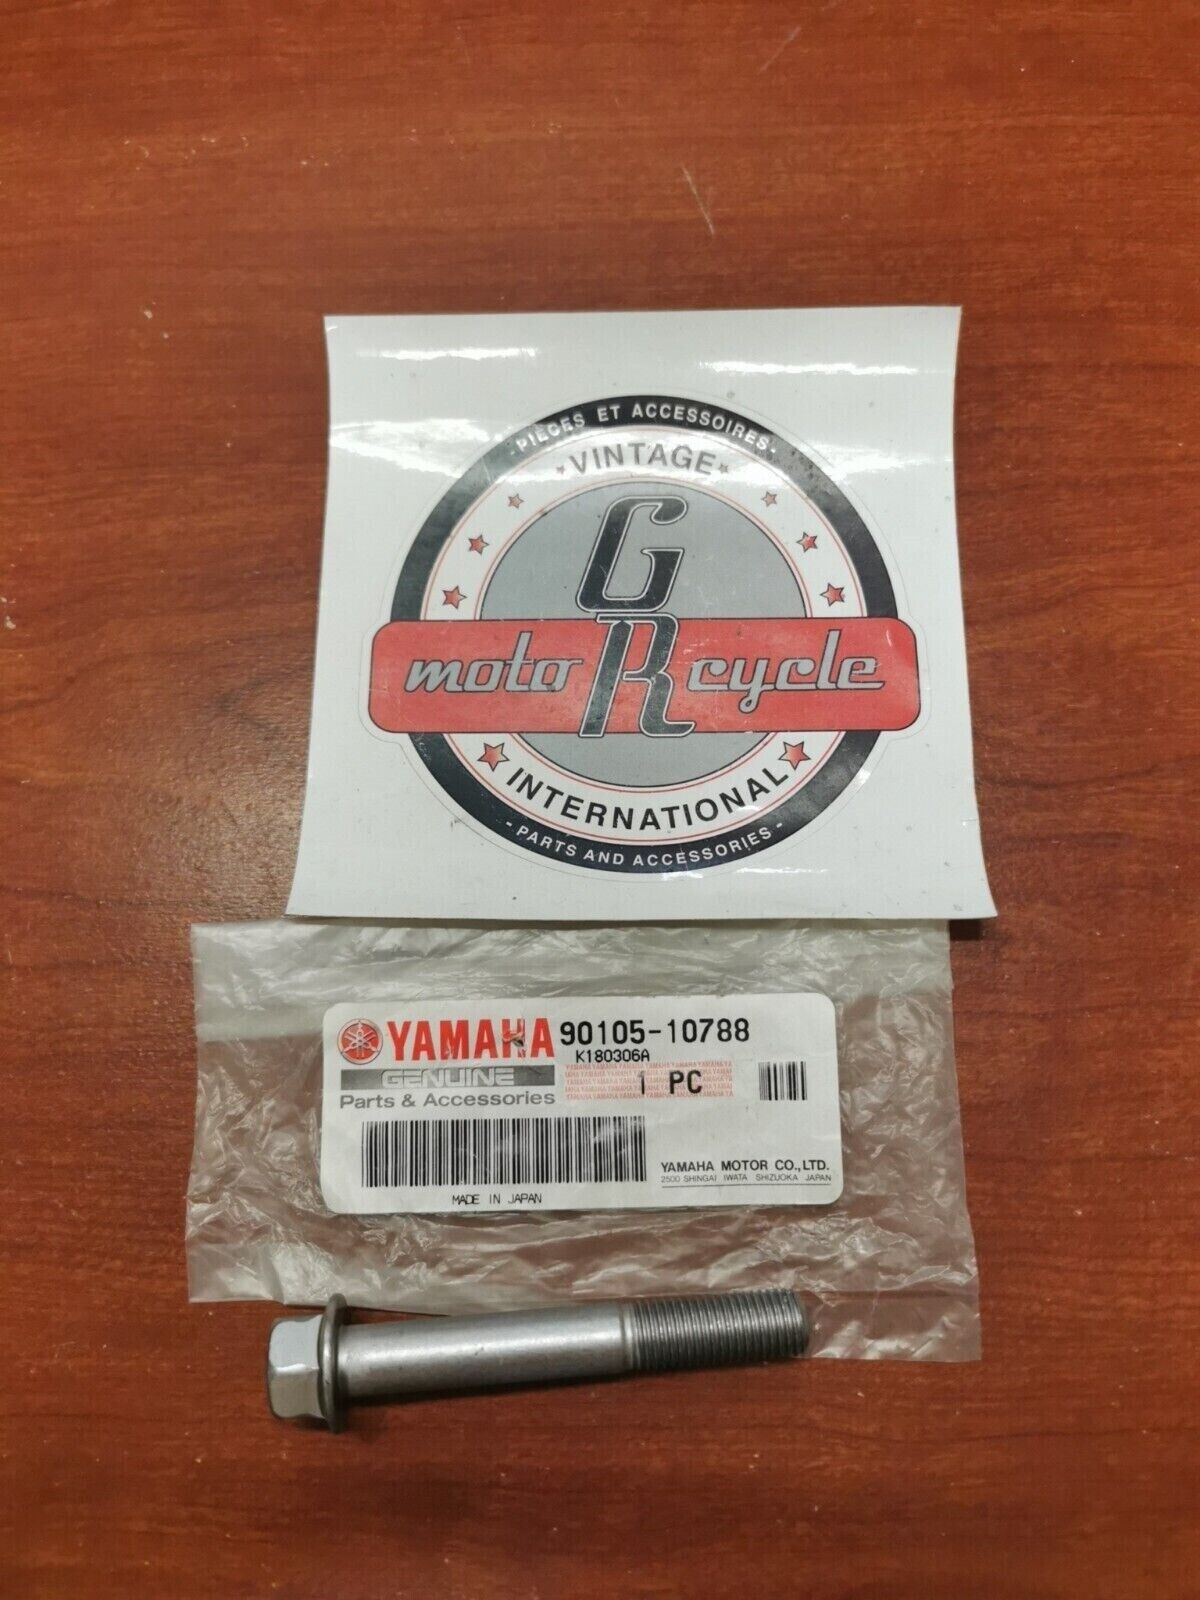 - PIÈCES ET ACCESSOIRES -
VINTAGE
GR
moto cycle
INTERNATIONAL
- PARTS AND ACCESSORIES -
YAMAHA 90105-10788
K180306A
GENUINE
1 PC
Parts & Accessories
YAMAHA MOTOR CO.,LTD.
2500 SHINGAI IWATA SHIZUOKA JAPAN
MADE IN JAPAN